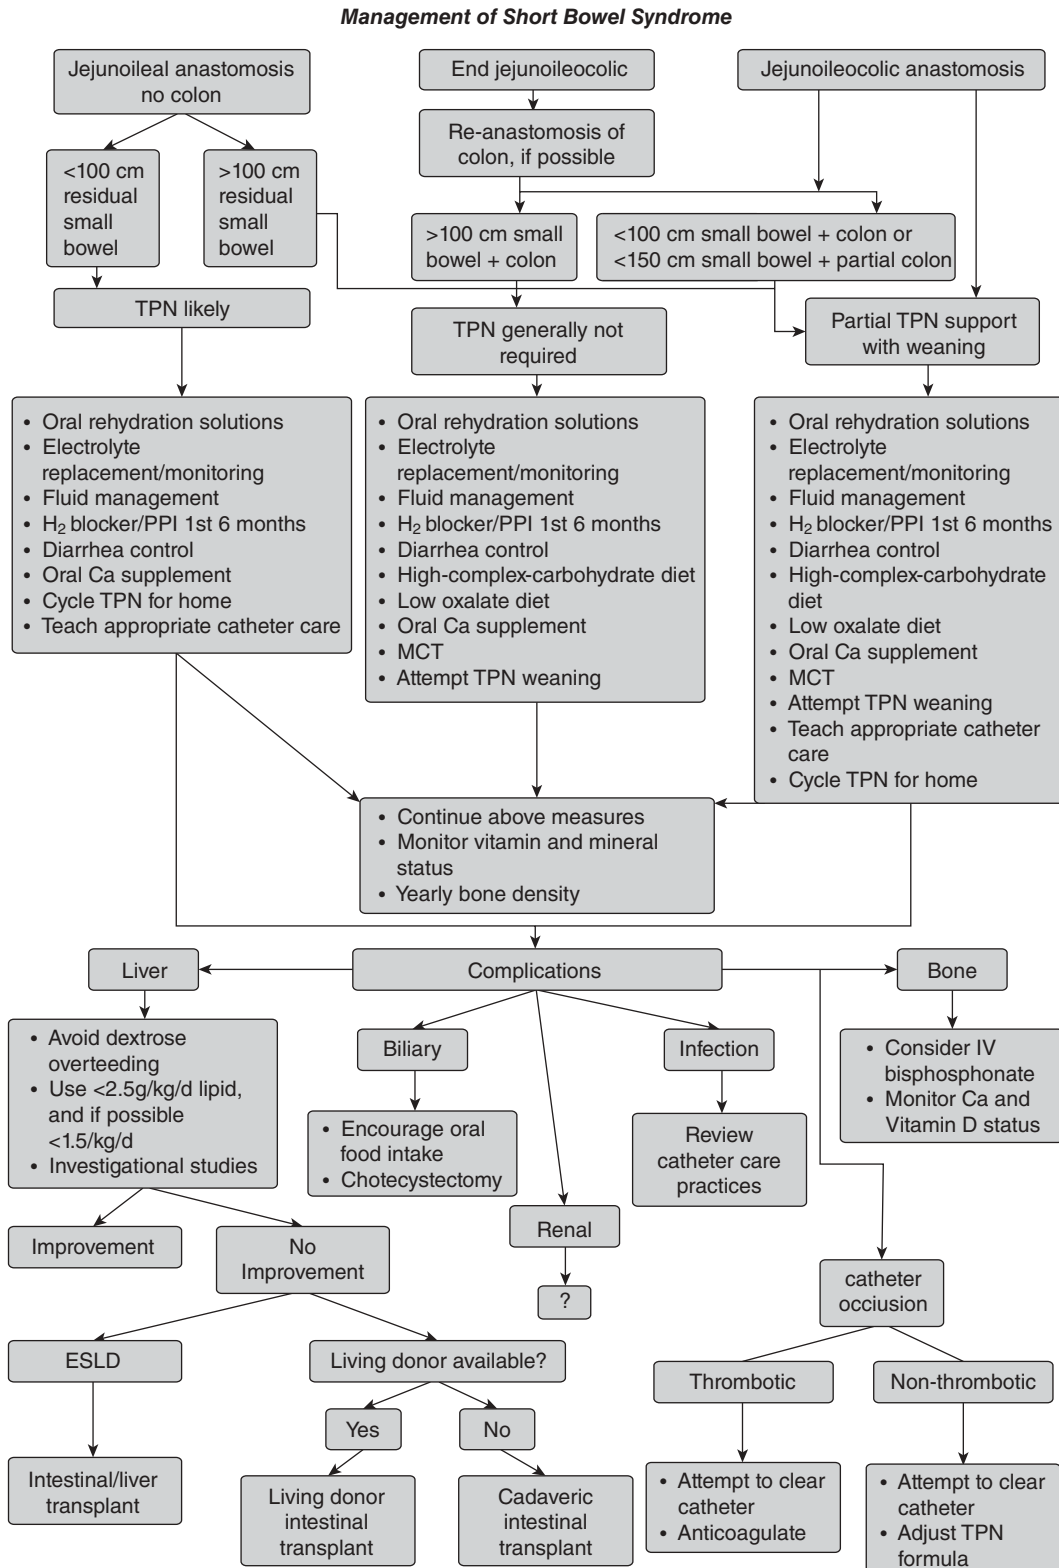 Management of Short Bowel Syndrome
Jejunoileal anastomosis
no colon
End jejunoileocolic
Jejunoileocolic anastomosis
Re-anastomosis of
colon, if possible
<100 cm
residual
small
bowel
>100 cm
residual
small
bowel
>100 cm small
bowel + colon
<100 cm small bowel + colon or
<150 cm small bowel + partial colon
TPN likely
TPN generally not
required
Partial TPN support
with weaning
• Oral rehydration solutions
• Electrolyte
replacement/monitoring
• Fluid management
• H₂ blocker/PPI 1st 6 months
• Diarrhea control
• Oral Ca supplement
• Cycle TPN for home
• Teach appropriate catheter care
• Oral rehydration solutions
• Electrolyte
replacement/monitoring
• Fluid management
• H₂ blocker/PPI 1st 6 months
• Diarrhea control
• High-complex-carbohydrate diet
• Low oxalate diet
• Oral Ca supplement
• MCT
• Attempt TPN weaning
• Oral rehydration solutions
• Electrolyte
replacement/monitoring
• Fluid management
• H₂ blocker/PPI 1st 6 months
• Diarrhea control
• High-complex-carbohydrate
diet
• Low oxalate diet
• Oral Ca supplement
• MCT
• Attempt TPN weaning
• Teach appropriate catheter
care
• Cycle TPN for home
• Continue above measures
• Monitor vitamin and mineral
status
• Yearly bone density
Liver
Complications
Bone
• Avoid dextrose
overteeding
• Use <2.5g/kg/d lipid,
and if possible
<1.5/kg/d
• Investigational studies
Biliary
Infection
• Consider IV
bisphosphonate
• Monitor Ca and
Vitamin D status
• Encourage oral
food intake
• Chotecystectomy
Review
catheter care
practices
Renal
?
Improvement
No
Improvement
catheter
occiusion
ESLD
Living donor available?
Thrombotic
Non-thrombotic
Yes
No
Intestinal/liver
transplant
Living donor
intestinal
transplant
Cadaveric
intestinal
transplant
• Attempt to clear
catheter
• Anticoagulate
• Attempt to clear
catheter
• Adjust TPN
formula